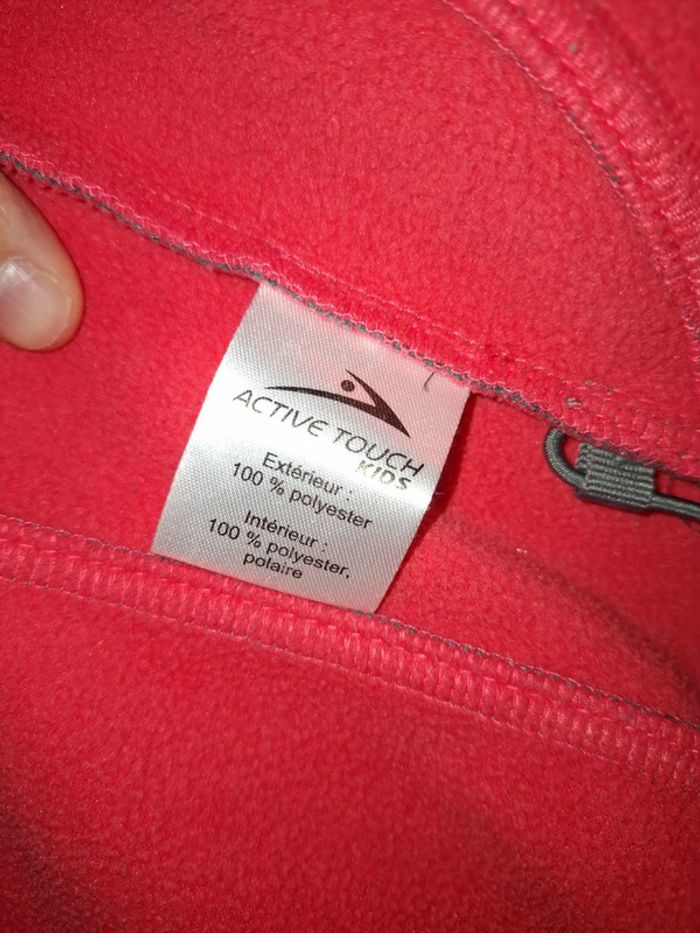 ACTIVE TOUCH
KIDS
Extérieur :
100 % polyester
Intérieur :
100 % polyester,
polaire